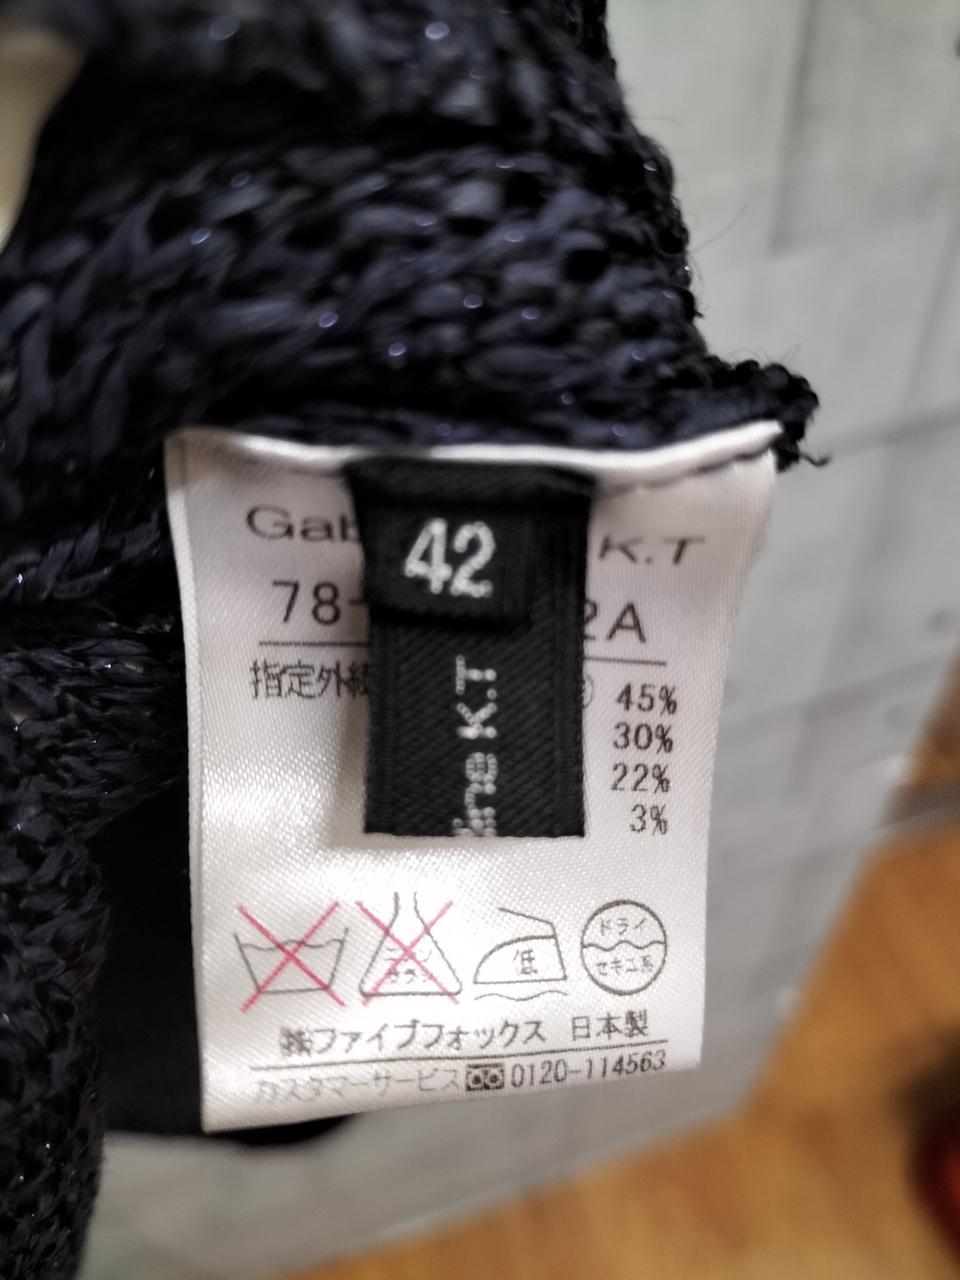 42
K.T
K.T
78-
2A
指定外
45%
30%
22%
3%
低
ドライ
セキユ系
㈱ファイブフォックス 日本製
カスタマーサービス 0120-114563